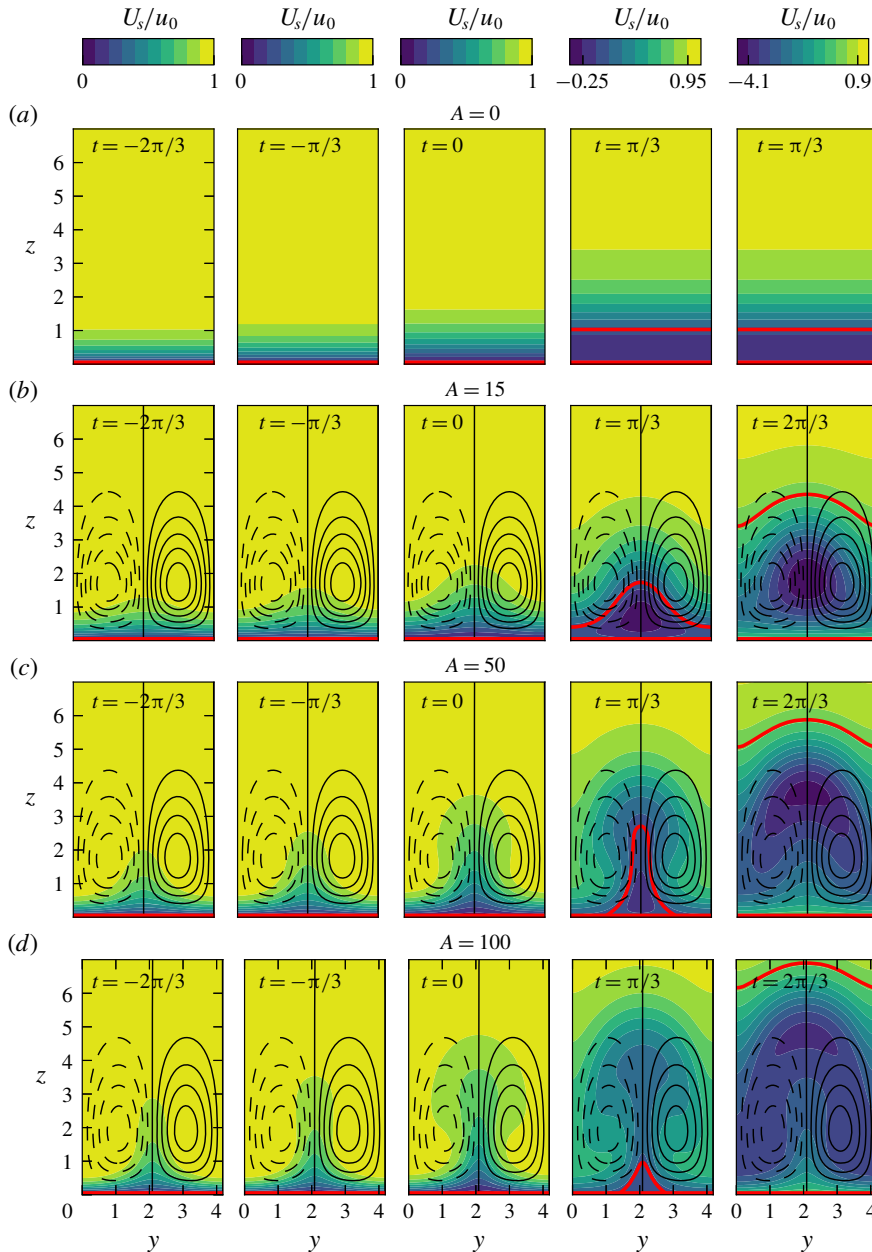 U_s/u_0 U_s/u_0 U_s/u_0 U_s/u_0 U_s/u_0
0 1 0 1 0 1 −0.25 0.95 −4.1 0.9
(a) A = 0
t = −2π/3 t = −π/3 t = 0 t = π/3 t = π/3
6
5
4
z
3
2
1
(b) A = 15
t = −2π/3 t = −π/3 t = 0 t = π/3 t = 2π/3
6
5
4
z
3
2
1
(c) A = 50
t = −2π/3 t = −π/3 t = 0 t = π/3 t = 2π/3
6
5
4
z
3
2
1
(d) A = 100
t = −2π/3 t = −π/3 t = 0 t = π/3 t = 2π/3
6
5
4
z
3
2
1
0 1 2 3 4 0 1 2 3 4 0 1 2 3 4 0 1 2 3 4 0 1 2 3 4
y y y y y